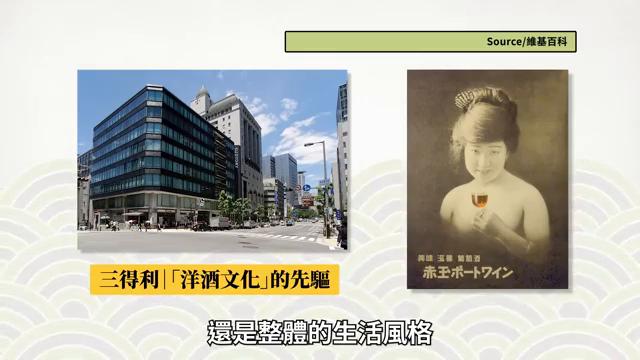 Source/維基百科
美味 滋養 葡萄酒
赤玉ポートワイン
三得利|「洋酒文化」的先驅
還是整體的生活風格